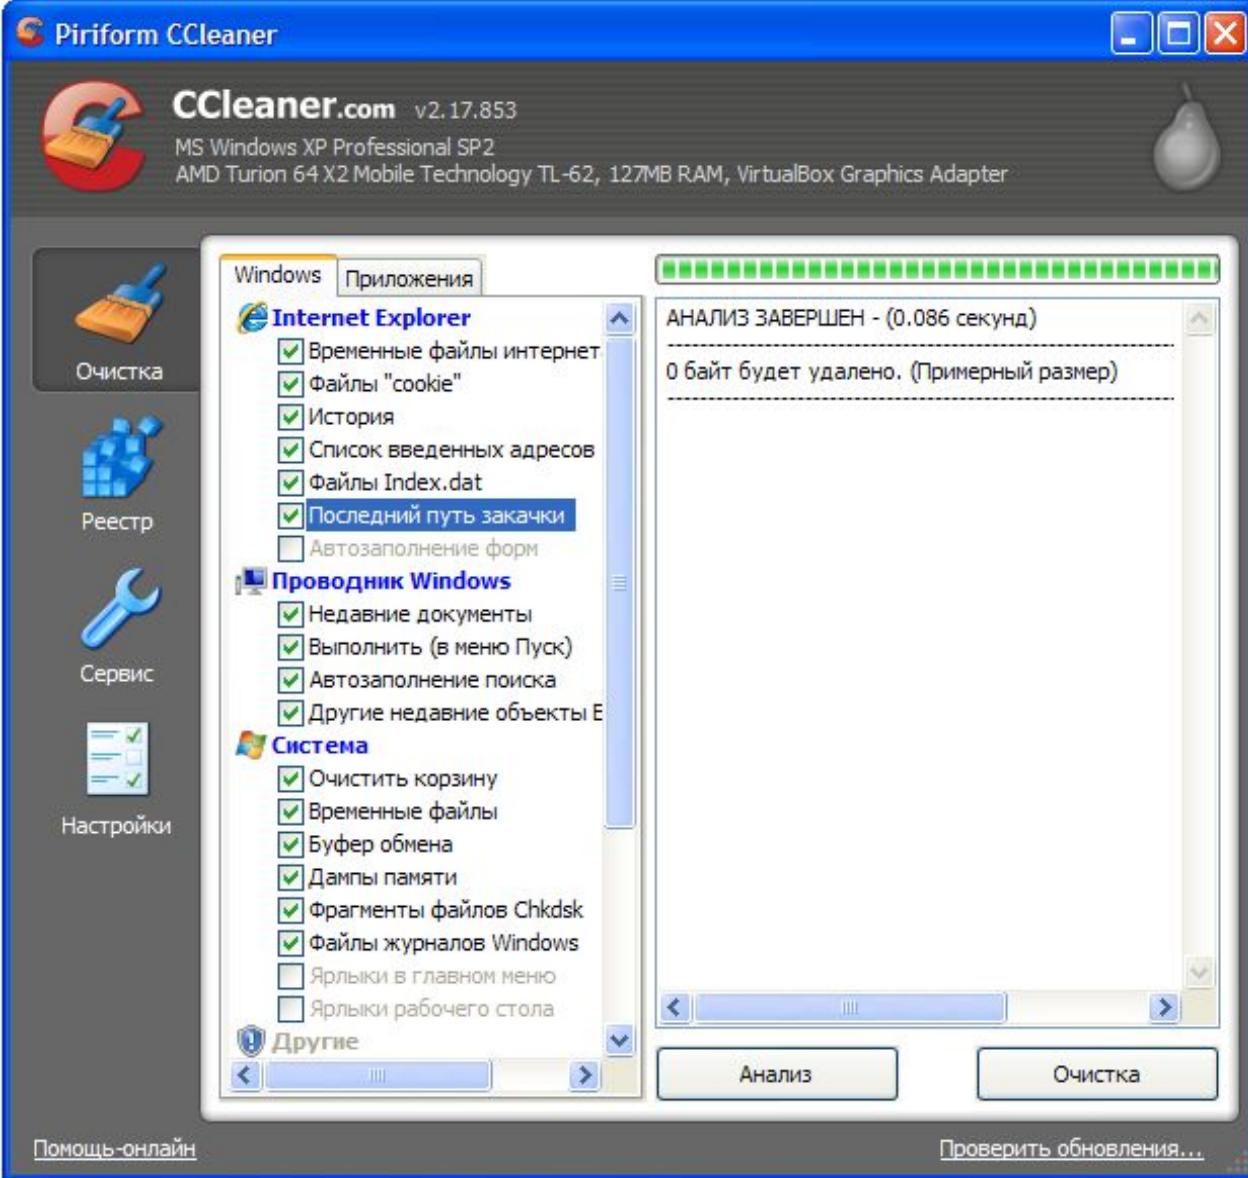 Piriform CCleaner
CCleaner.com v2.17.853
MS Windows XP Professional SP2
AMD Turion 64 X2 Mobile Technology TL-62, 127MB RAM, VirtualBox Graphics Adapter
Очистка
Реестр
Сервис
Настройки
Windows
Приложения
Internet Explorer
Временные файлы интернет
Файлы "cookie"
История
Список введенных адресов
Файлы Index.dat
Последний путь закачки
Автозаполнение форм
Проводник Windows
Недавние документы
Выполнить (в меню Пуск)
Автозаполнение поиска
Другие недавние объекты E
Система
Очистить корзину
Временные файлы
Буфер обмена
Дампы памяти
Фрагменты файлов Chkdsk
Файлы журналов Windows
Ярлыки в главном меню
Ярлыки рабочего стола
Другие
АНАЛИЗ ЗАВЕРШЕН - (0.086 секунд)
0 байт будет удалено. (Примерный размер)
Анализ
Очистка
Помощь-онлайн
Проверить обновления...